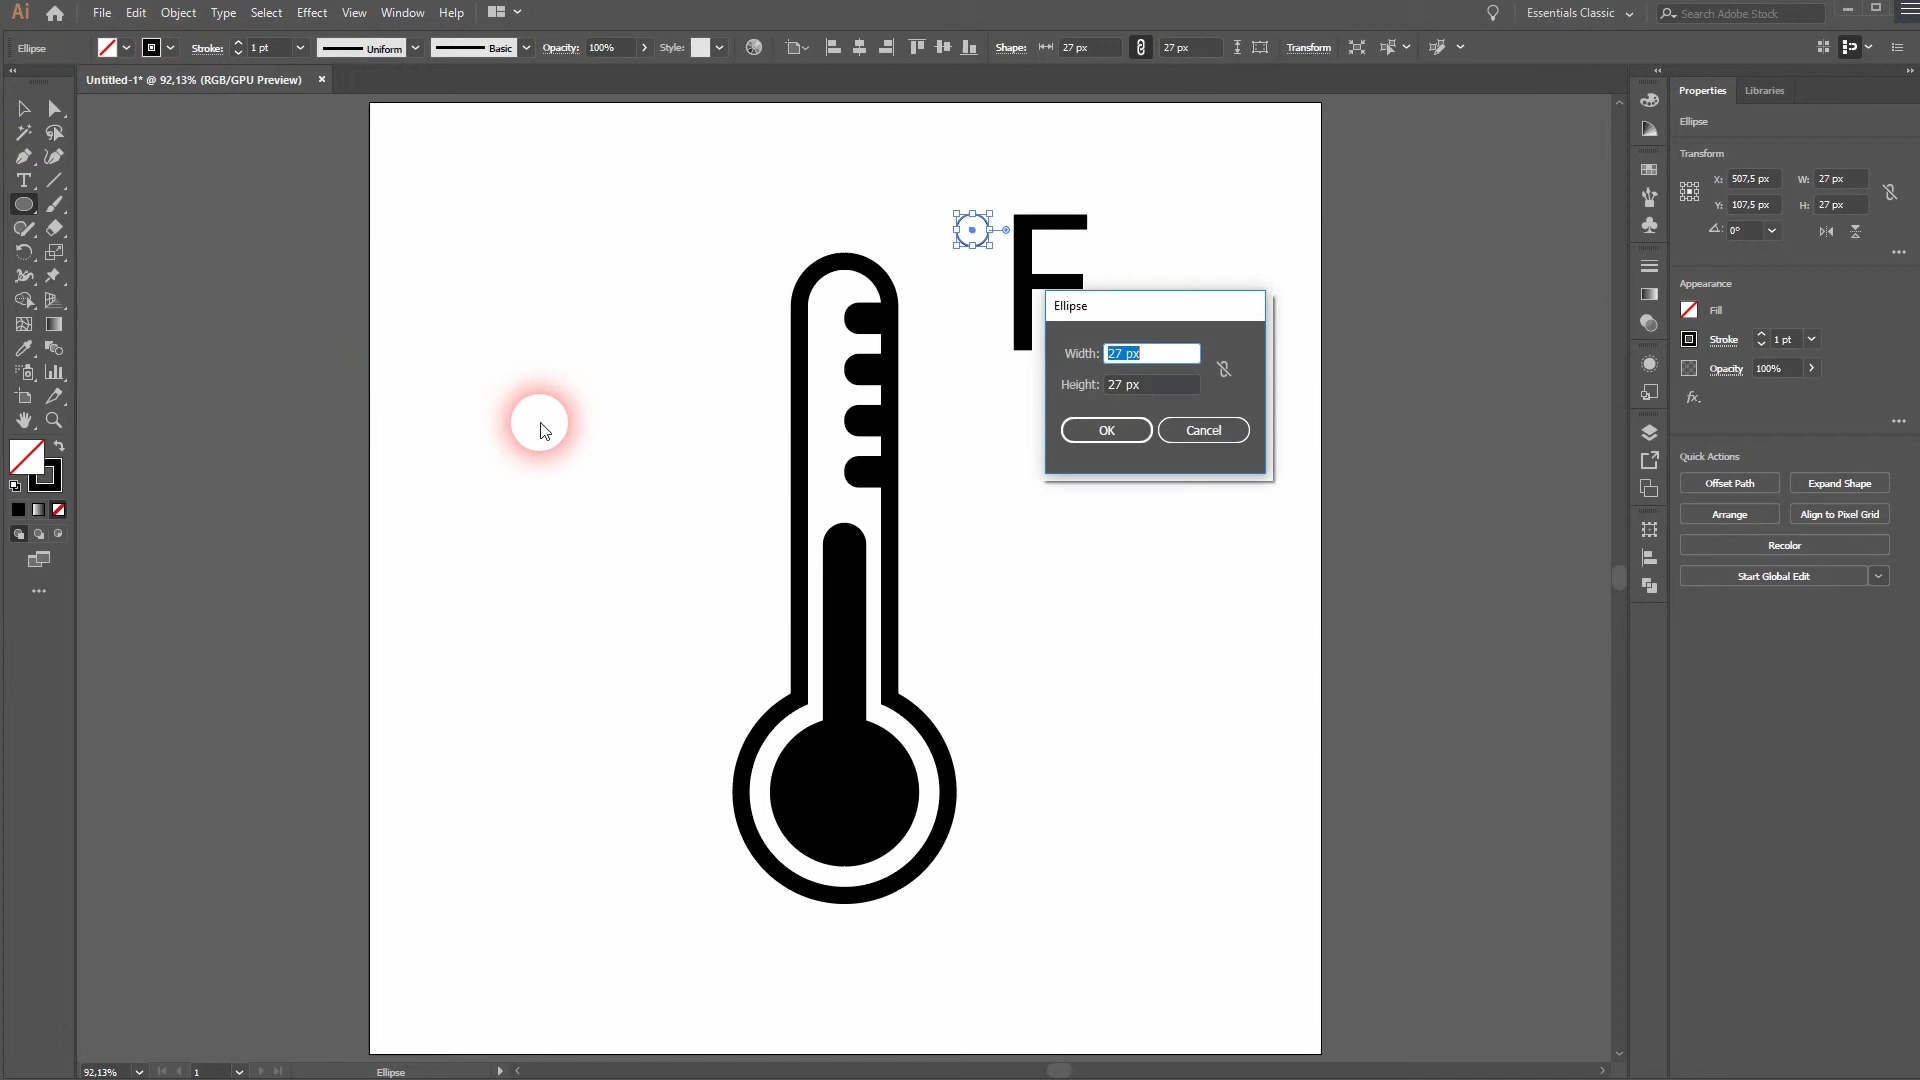 Ai File Edit Object Type Select Effect View Window Help Essentials Classic Search Adobe Stock
Ellipse Stroke: 1 pt Uniform Basic Opacity: 100% Style: Shape: 27 px 27 px Transform
Untitled-1* @ 92,13% (RGB/GPU Preview) ×
Properties Libraries
Ellipse
Transform
X: 507,5 px W: 27 px
Y: 107,5 px H: 27 px
0°
Appearance
Fill
Stroke 1 pt
Opacity 100%
fx.
Quick Actions
Offset Path Expand Shape
Arrange Align to Pixel Grid
Recolor
Start Global Edit
F
Ellipse
Width: 27 px
Height: 27 px
OK Cancel
92,13% 1 Ellipse